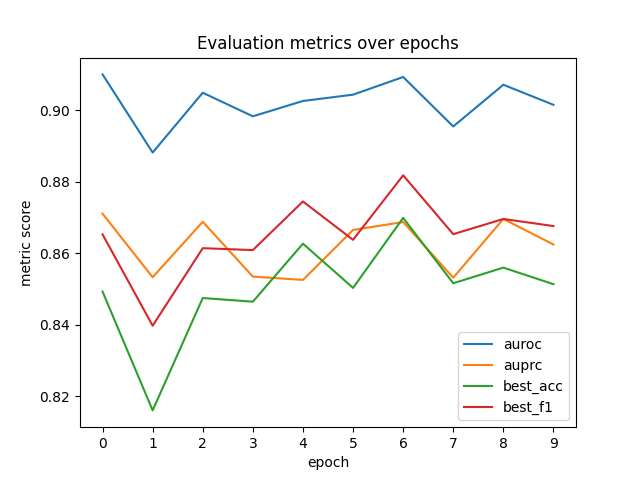 Evaluation metrics over epochs
metric score
0.90
0.88
0.86
0.84
0.82
0 1 2 3 4 5 6 7 8 9
epoch
auroc
auprc
best_acc
best_f1